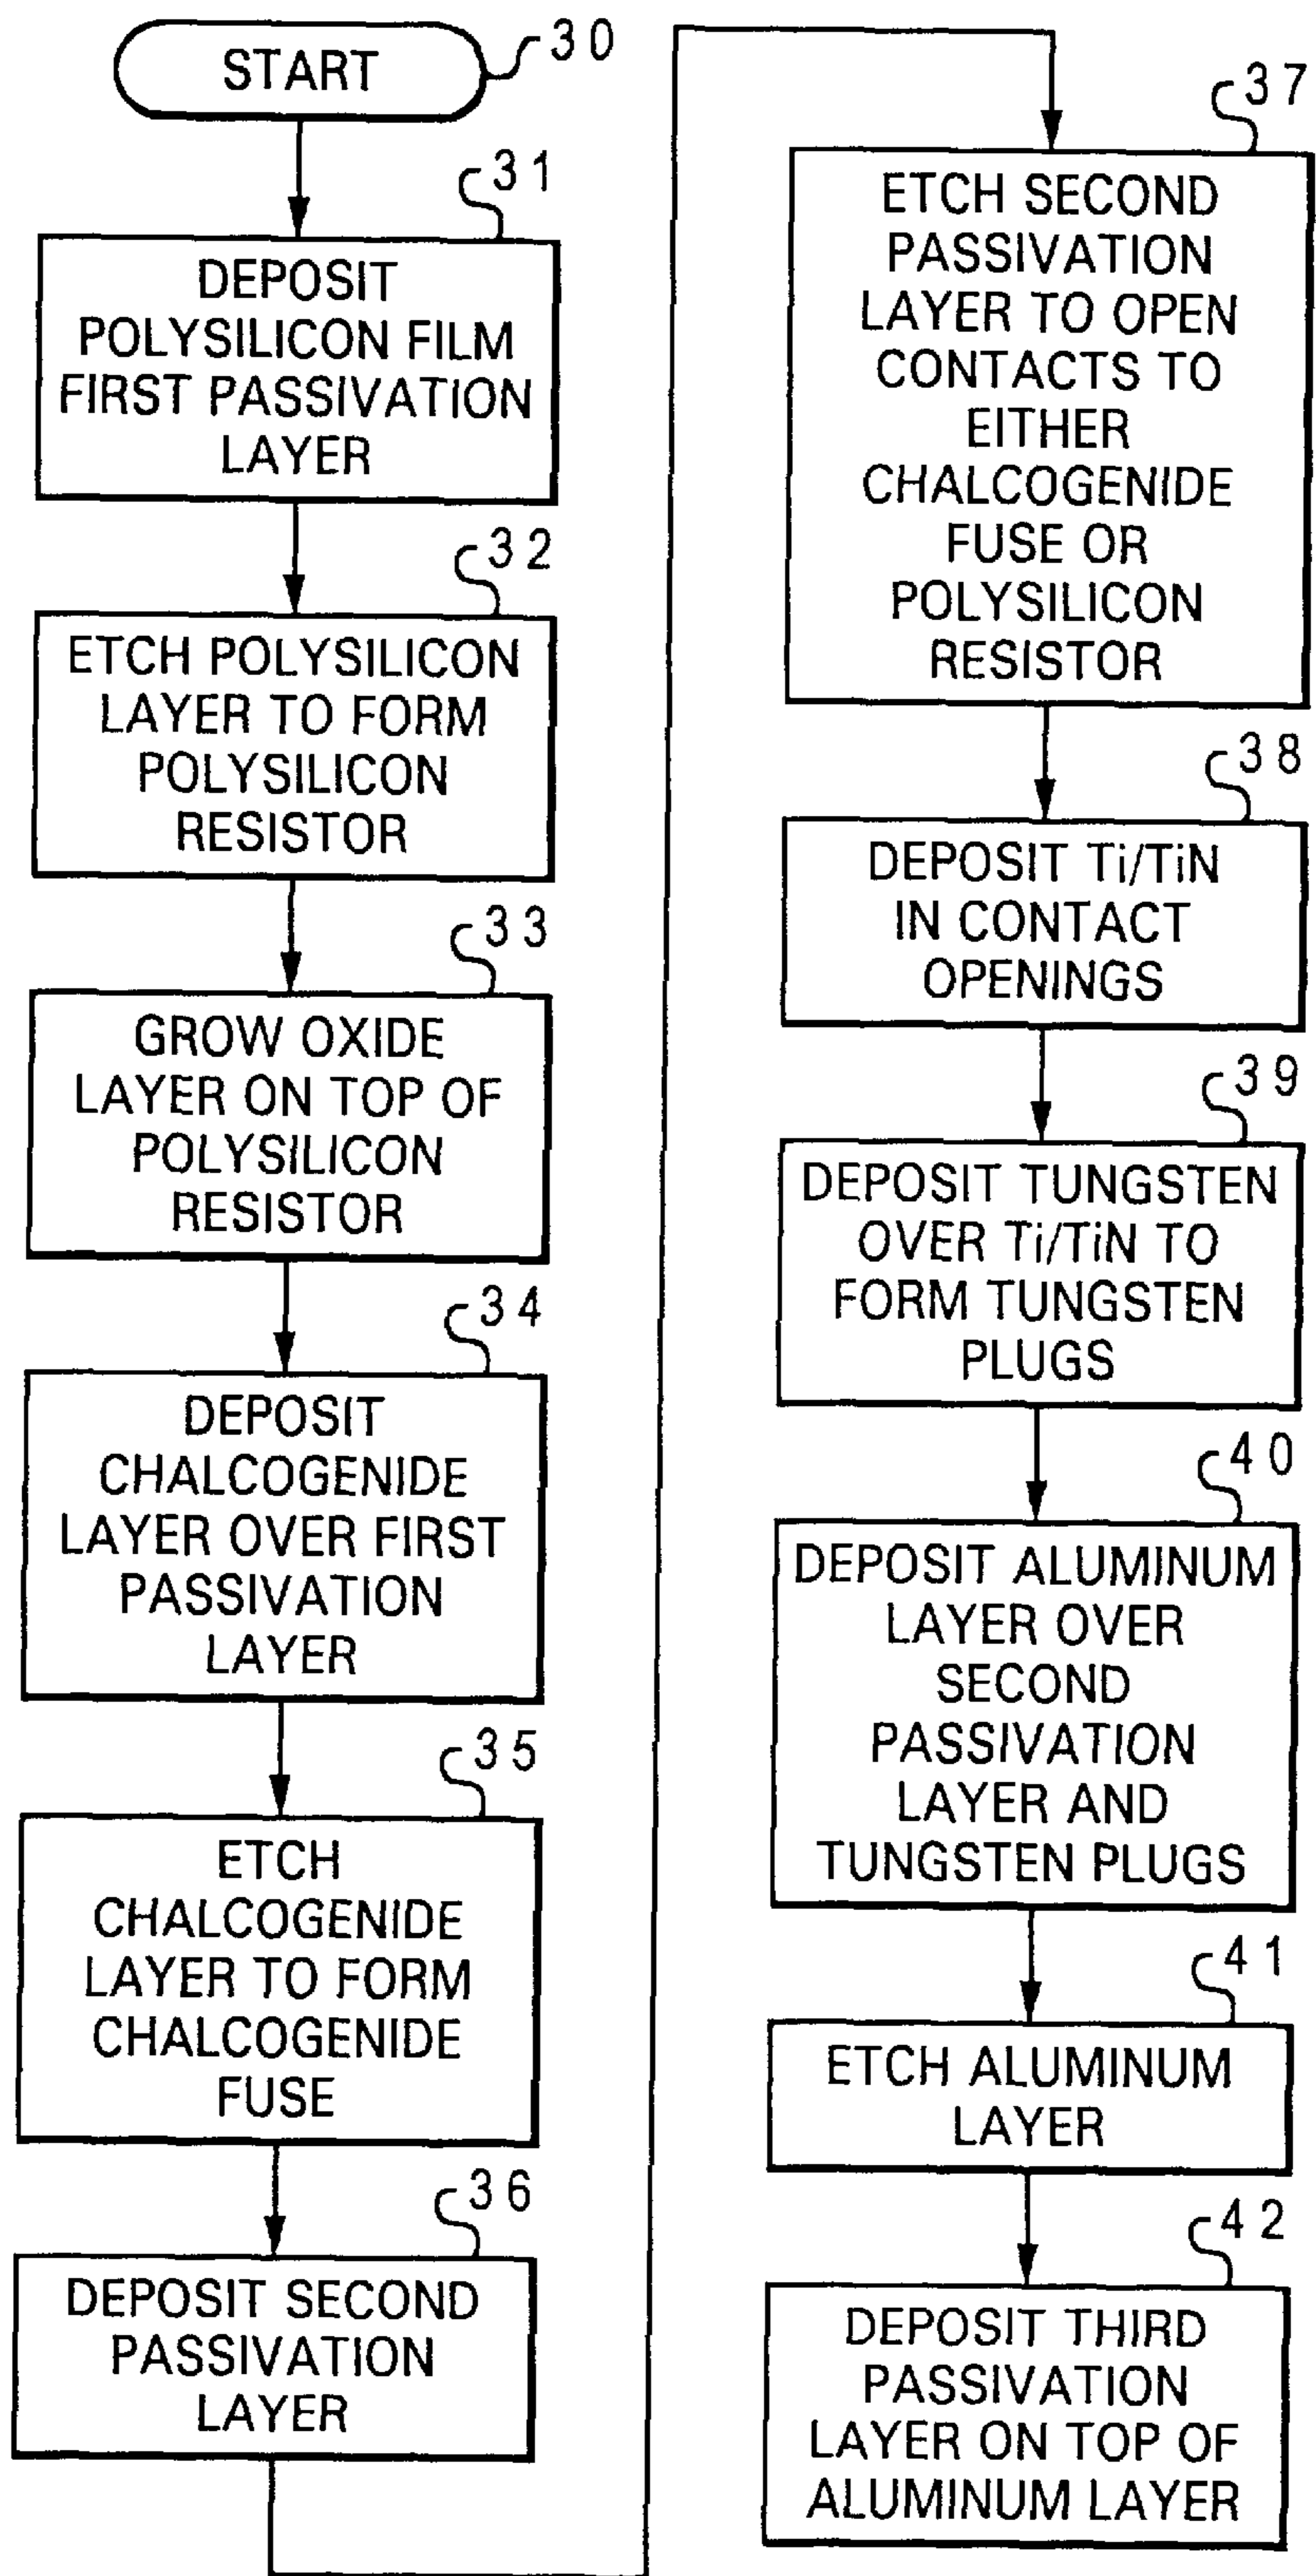 START
30
31
DEPOSIT
POLYSILICON FILM
FIRST PASSIVATION
LAYER
32
ETCH POLYSILICON
LAYER TO FORM
POLYSILICON
RESISTOR
33
GROW OXIDE
LAYER ON TOP OF
POLYSILICON
RESISTOR
34
DEPOSIT
CHALCOGENIDE
LAYER OVER FIRST
PASSIVATION
LAYER
35
ETCH
CHALCOGENIDE
LAYER TO FORM
CHALCOGENIDE
FUSE
36
DEPOSIT SECOND
PASSIVATION
LAYER
37
ETCH SECOND
PASSIVATION
LAYER TO OPEN
CONTACTS TO
EITHER
CHALCOGENIDE
FUSE OR
POLYSILICON
RESISTOR
38
DEPOSIT Ti/TiN
IN CONTACT
OPENINGS
39
DEPOSIT TUNGSTEN
OVER Ti/TiN TO
FORM TUNGSTEN
PLUGS
40
DEPOSIT ALUMINUM
LAYER OVER
SECOND
PASSIVATION
LAYER AND
TUNGSTEN PLUGS
41
ETCH ALUMINUM
LAYER
42
DEPOSIT THIRD
PASSIVATION
LAYER ON TOP OF
ALUMINUM LAYER